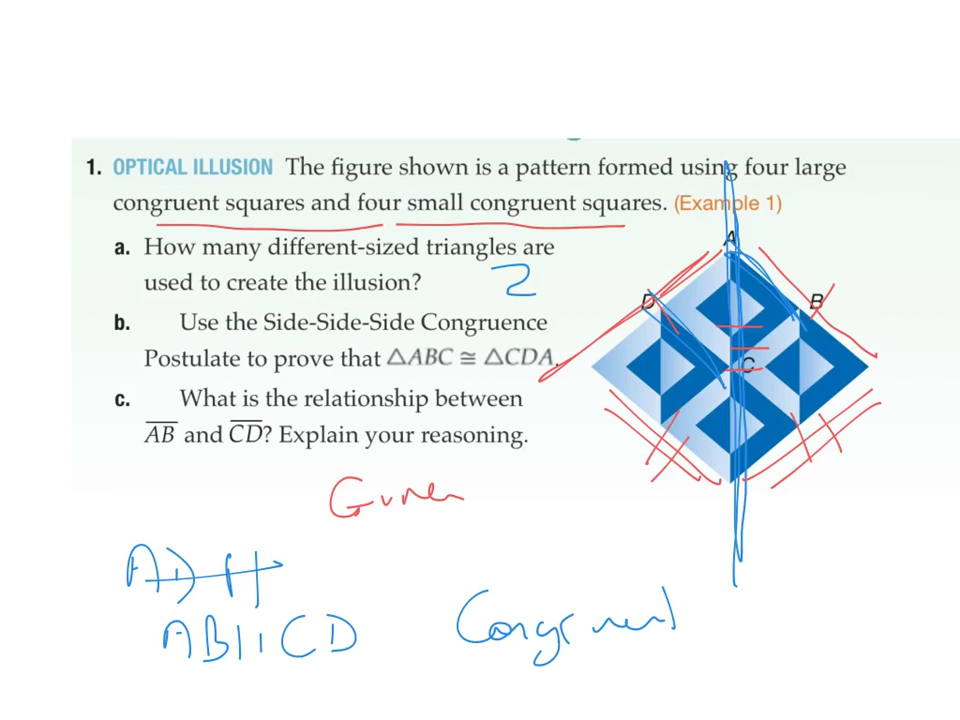 1. OPTICAL ILLUSION The figure shown is a pattern formed using four large
congruent squares and four small congruent squares. (Example 1)
a. How many different-sized triangles are
used to create the illusion?
2
b. Use the Side-Side-Side Congruence
Postulate to prove that △ABC ≅ △CDA.
c. What is the relationship between
AB and CD? Explain your reasoning.
A
D
B
C
Given
AB || CD
Congruent